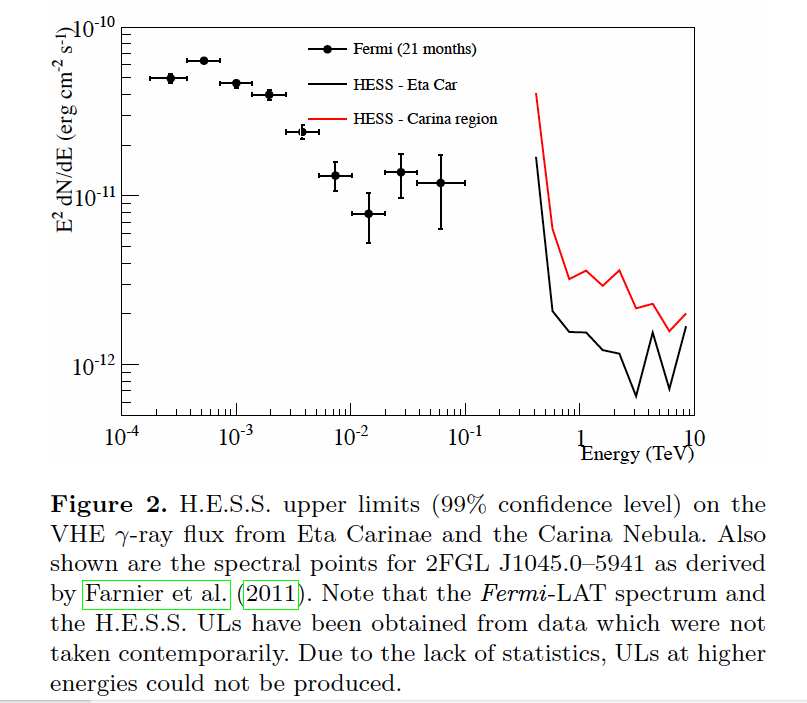 E² dN/dE (erg cm⁻² s⁻¹)
10⁻¹⁰
10⁻¹¹
10⁻¹²
Fermi (21 months)
HESS - Eta Car
HESS - Carina region
10⁻⁴ 10⁻³ 10⁻² 10⁻¹ 1 10
Energy (TeV)
Figure 2. H.E.S.S. upper limits (99% confidence level) on the
VHE γ-ray flux from Eta Carinae and the Carina Nebula. Also
shown are the spectral points for 2FGL J1045.0–5941 as derived
by Farnier et al. (2011). Note that the Fermi-LAT spectrum and
the H.E.S.S. ULs have been obtained from data which were not
taken contemporarily. Due to the lack of statistics, ULs at higher
energies could not be produced.